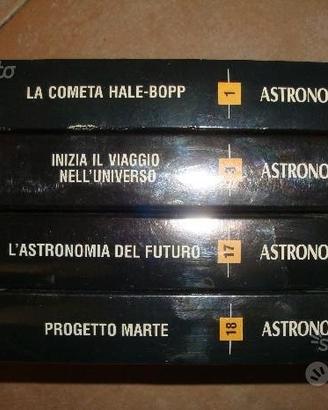 LA COMETA HALE-BOPP 1 ASTRONO
INIZIA IL VIAGGIO
NELL'UNIVERSO 3 ASTRONO
L'ASTRONOMIA DEL FUTURO 17 ASTRONO
PROGETTO MARTE 18 ASTRONO